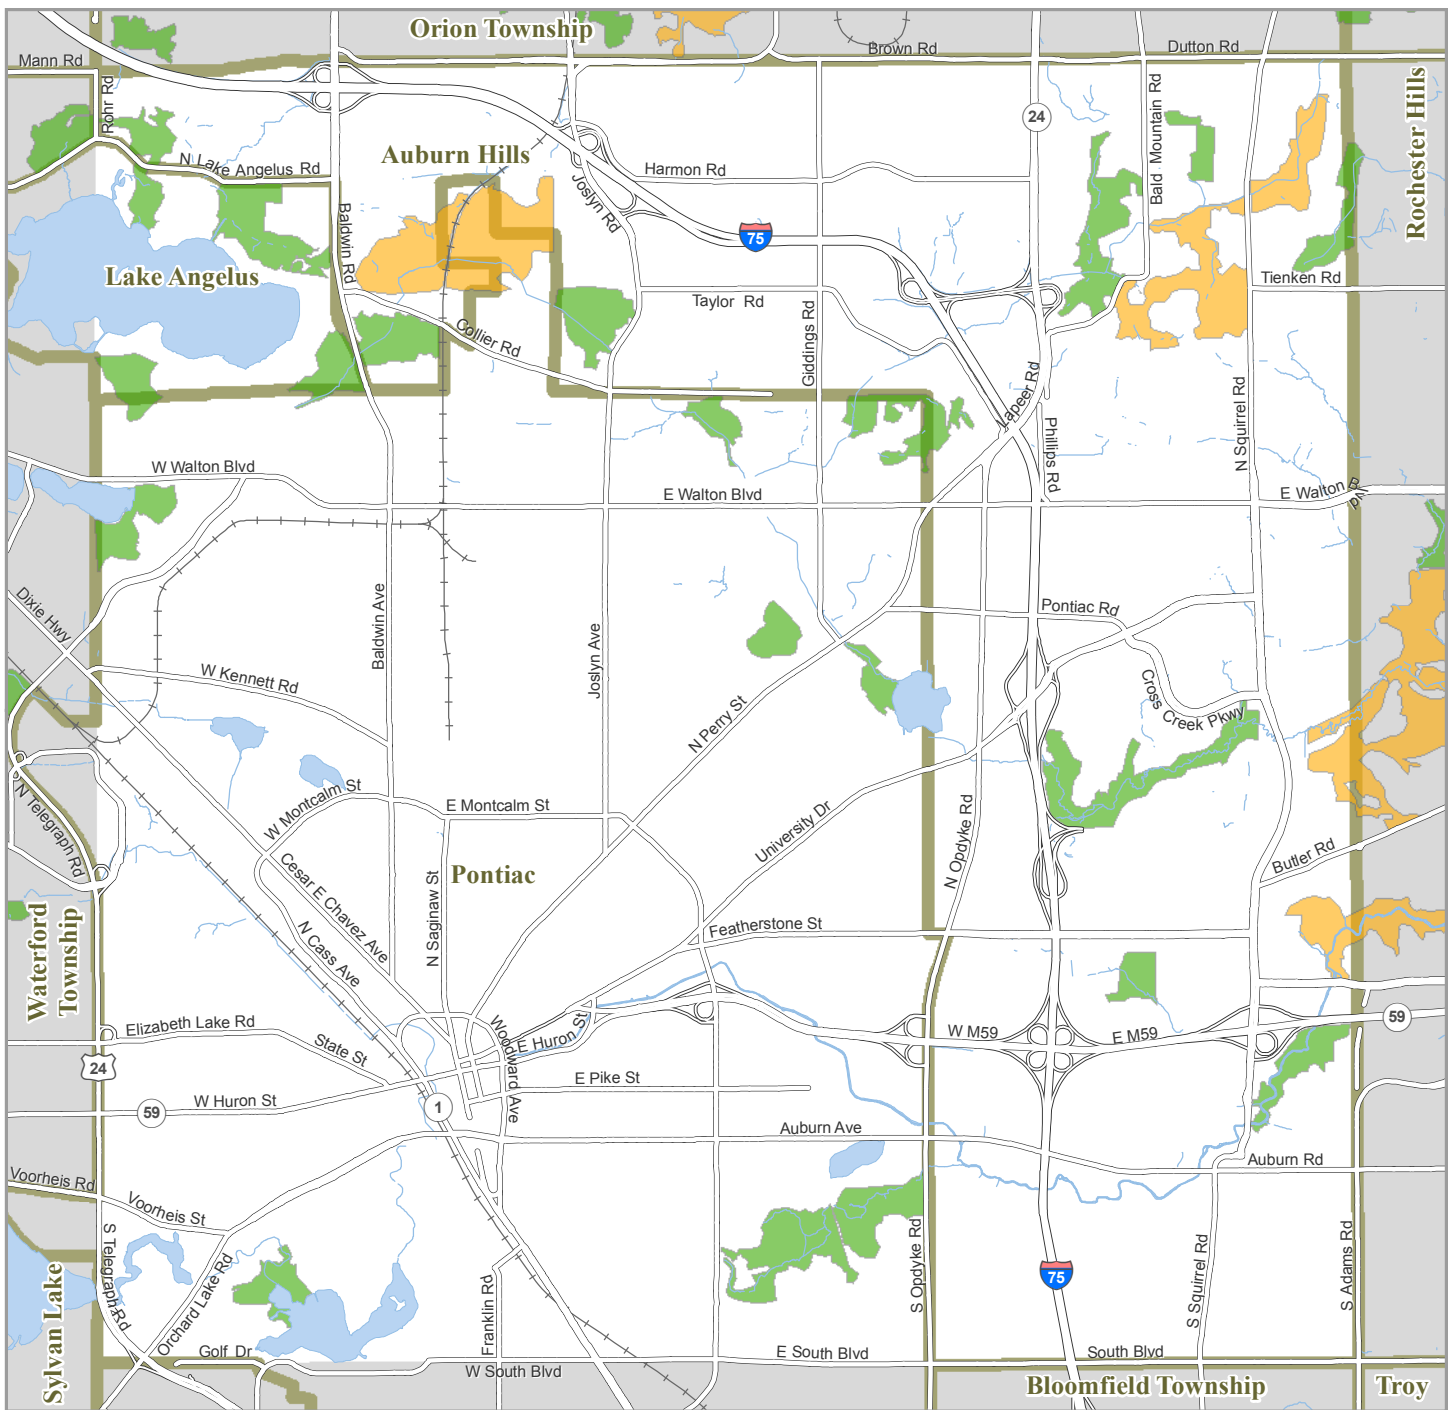 Orion Township
Brown Rd
Dutton Rd
Mann Rd
Rohr Rd
Bald Mountain Rd
Rochester Hills
24
Auburn Hills
N Lake Angelus Rd
Harmon Rd
Joslyn Rd
Baldwin Rd
75
Lake Angelus
Tienken Rd
Taylor Rd
Giddings Rd
Collier Rd
Lapeer Rd
N Squirrel Rd
Phillips Rd
W Walton Blvd
E Walton Blvd
E Walton Blvd
Dixie Hwy
Baldwin Ave
Joslyn Ave
Pontiac Rd
W Kennett Rd
Cross Creek Pkwy
N Perry St
N Telegraph Rd
W Montcalm St
E Montcalm St
University Dr
N Opdyke Rd
Butler Rd
Cesar E Chavez Ave
N Saginaw St
Pontiac
N Cass Ave
Featherstone St
Waterford
Township
Elizabeth Lake Rd
State St
Woodward Ave
E Huron St
W M59
E M59
59
24
E Pike St
W Huron St
59
1
Auburn Ave
Auburn Rd
Voorheis Rd
Voorheis St
S Telegraph Rd
Orchard Lake Rd
S Opdyke Rd
S Squirrel Rd
S Adams Rd
75
Sylvan Lake
Franklin Rd
Golf Dr
W South Blvd
E South Blvd
South Blvd
Bloomfield Township
Troy